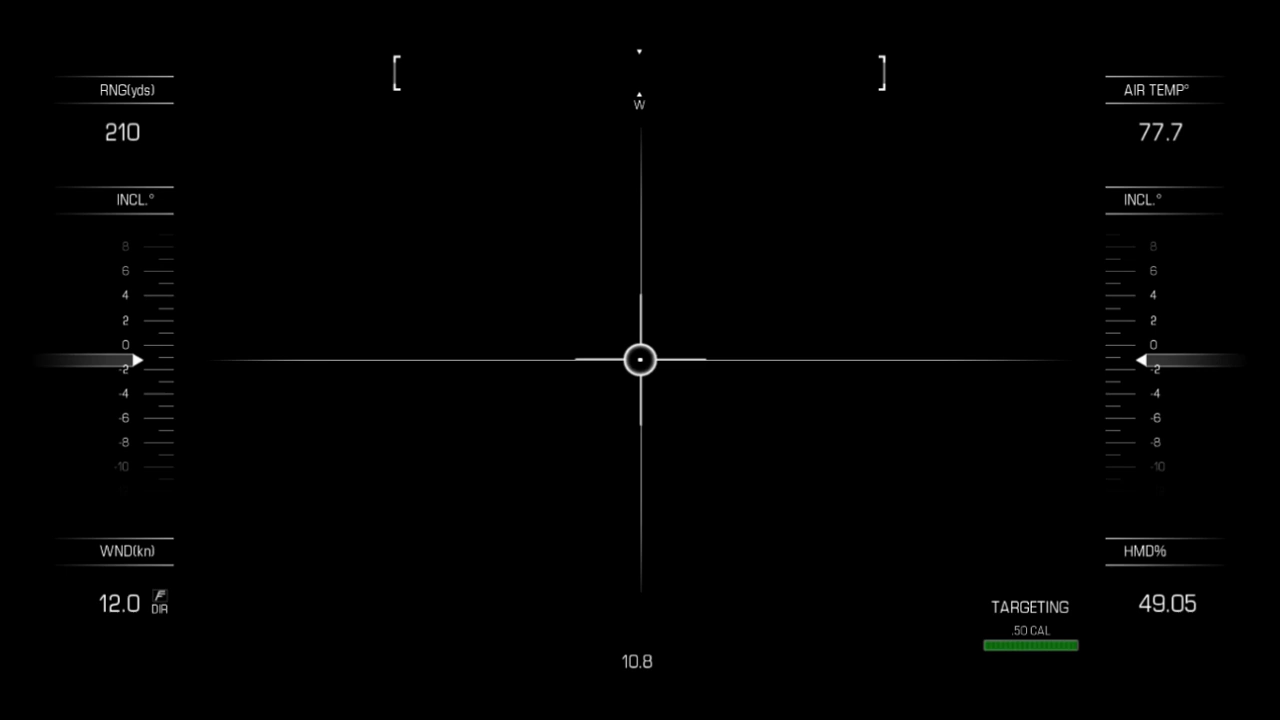 RNG(yds)
210
INCL.°
8
6
4
2
0
-2
-4
-6
-8
-10
WND(kn)
12.0
DIR
W
10.8
AIR TEMP°
77.7
INCL.°
8
6
4
2
0
-2
-4
-6
-8
-10
HMD%
49.05
TARGETING
.50 CAL